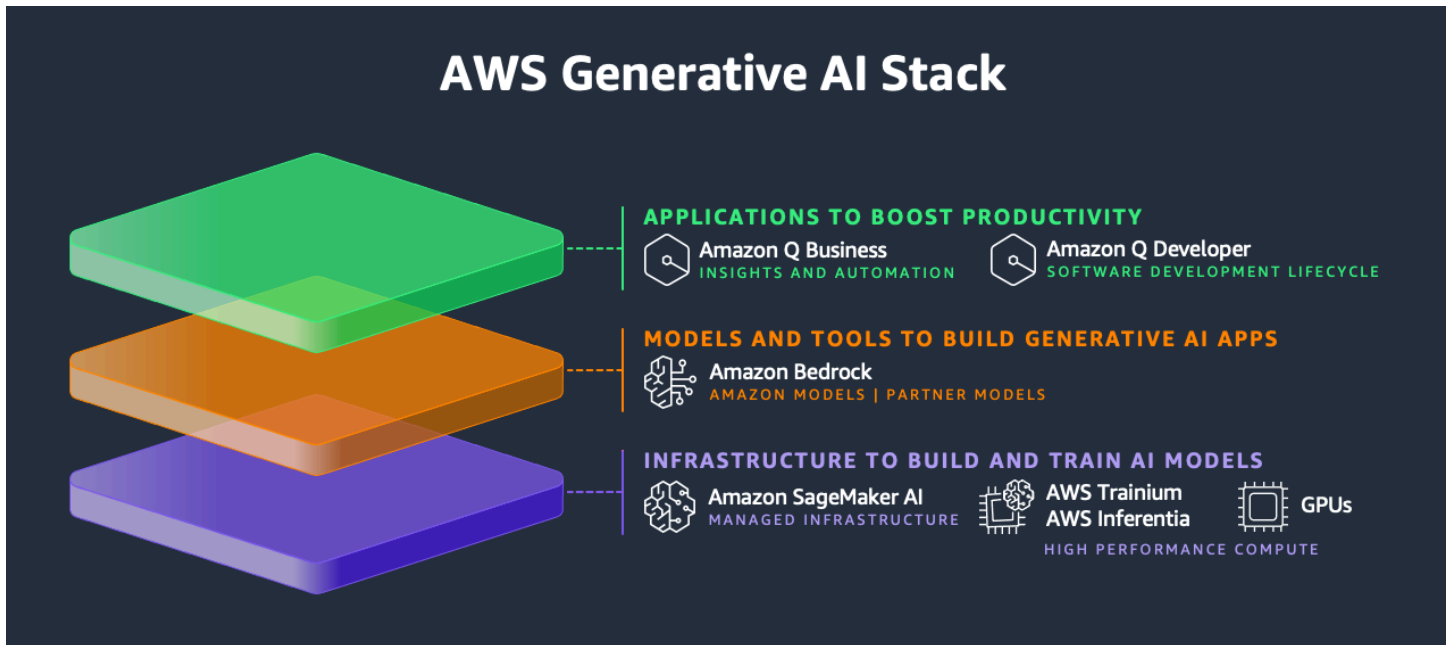 AWS Generative AI Stack
APPLICATIONS TO BOOST PRODUCTIVITY
Amazon Q Business
INSIGHTS AND AUTOMATION
Amazon Q Developer
SOFTWARE DEVELOPMENT LIFECYCLE
MODELS AND TOOLS TO BUILD GENERATIVE AI APPS
Amazon Bedrock
AMAZON MODELS | PARTNER MODELS
INFRASTRUCTURE TO BUILD AND TRAIN AI MODELS
Amazon SageMaker AI
MANAGED INFRASTRUCTURE
AWS Trainium
AWS Inferentia
GPUs
HIGH PERFORMANCE COMPUTE